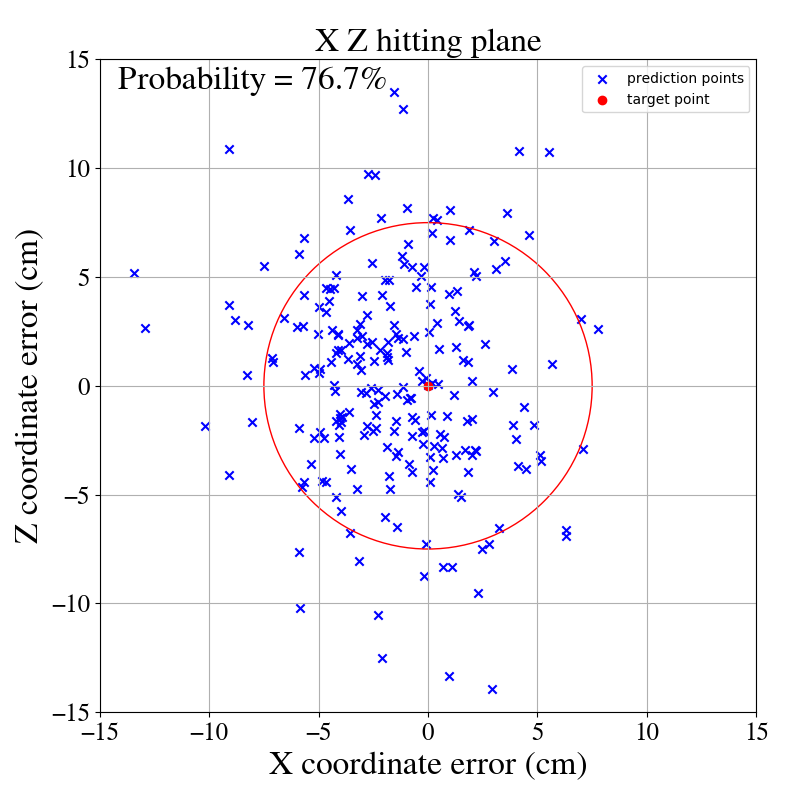 X Z hitting plane
Probability = 76.7%
prediction points
target point
Z coordinate error (cm)
15
10
5
0
−5
−10
−15
−15 −10 −5 0 5 10 15
X coordinate error (cm)